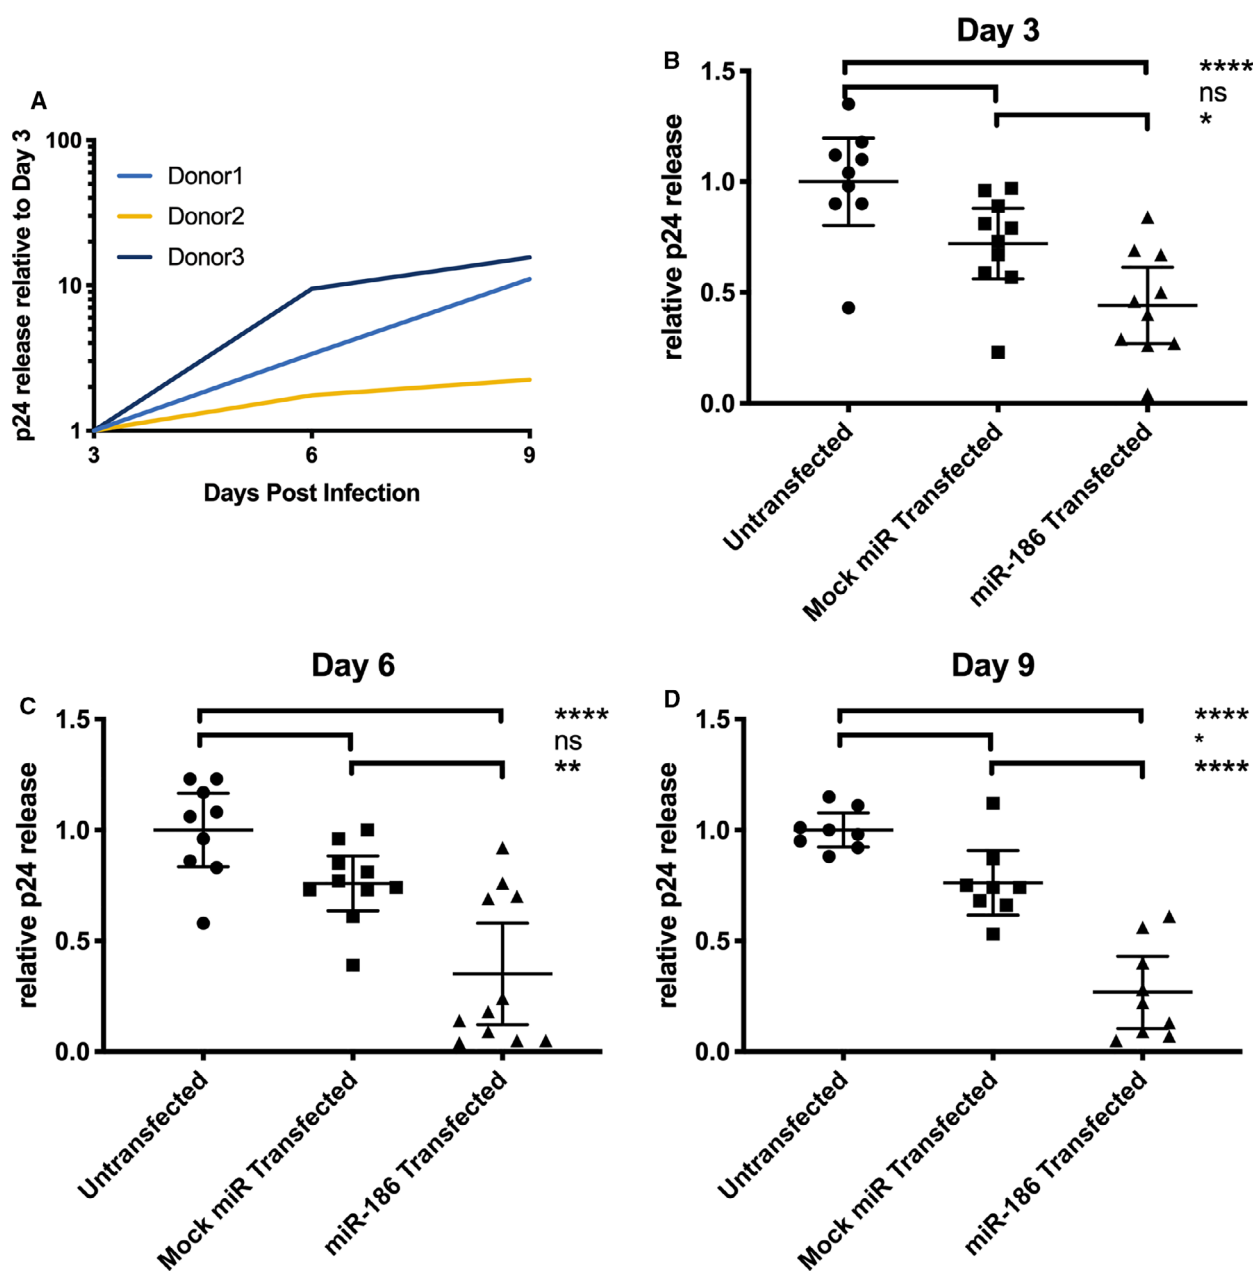 A
p24 release relative to Day 3
100
10
1
Donor1
Donor2
Donor3
3 6 9
Days Post Infection
B
Day 3
relative p24 release
1.5
1.0
0.5
0.0
****
ns
*
Untransfected
Mock miR Transfected
miR-186 Transfected
C
Day 6
relative p24 release
1.5
1.0
0.5
0.0
****
ns
**
Untransfected
Mock miR Transfected
miR-186 Transfected
D
Day 9
relative p24 release
1.5
1.0
0.5
0.0
****
*
****
Untransfected
Mock miR Transfected
miR-186 Transfected